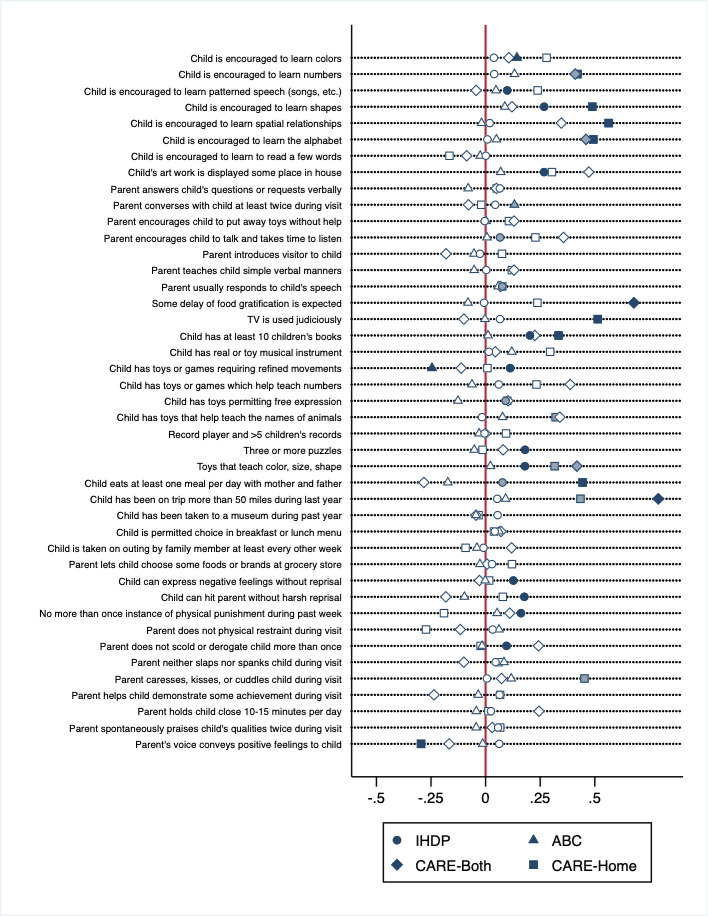 Child is encouraged to learn colors
Child is encouraged to learn numbers
Child is encouraged to learn patterned speech (songs, etc.)
Child is encouraged to learn shapes
Child is encouraged to learn spatial relationships
Child is encouraged to learn the alphabet
Child is encouraged to learn to read a few words
Child's art work is displayed some place in house
Parent answers child's questions or requests verbally
Parent converses with child at least twice during visit
Parent encourages child to put away toys without help
Parent encourages child to talk and takes time to listen
Parent introduces visitor to child
Parent teaches child simple verbal manners
Parent usually responds to child's speech
Some delay of food gratification is expected
TV is used judiciously
Child has at least 10 children's books
Child has real or toy musical instrument
Child has toys or games requiring refined movements
Child has toys or games which help teach numbers
Child has toys permitting free expression
Child has toys that help teach the names of animals
Record player and >5 children's records
Three or more puzzles
Toys that teach color, size, shape
Child eats at least one meal per day with mother and father
Child has been on trip more than 50 miles during last year
Child has been taken to a museum during past year
Child is permitted choice in breakfast or lunch menu
Child is taken on outing by family member at least every other week
Parent lets child choose some foods or brands at grocery store
Child can express negative feelings without reprisal
Child can hit parent without harsh reprisal
No more than once instance of physical punishment during past week
Parent does not physical restraint during visit
Parent does not scold or derogate child more than once
Parent neither slaps nor spanks child during visit
Parent caresses, kisses, or cuddles child during visit
Parent helps child demonstrate some achievement during visit
Parent holds child close 10-15 minutes per day
Parent spontaneously praises child's qualities twice during visit
Parent's voice conveys positive feelings to child
-.5 -.25 0 .25 .5
IHDP ABC
CARE-Both CARE-Home